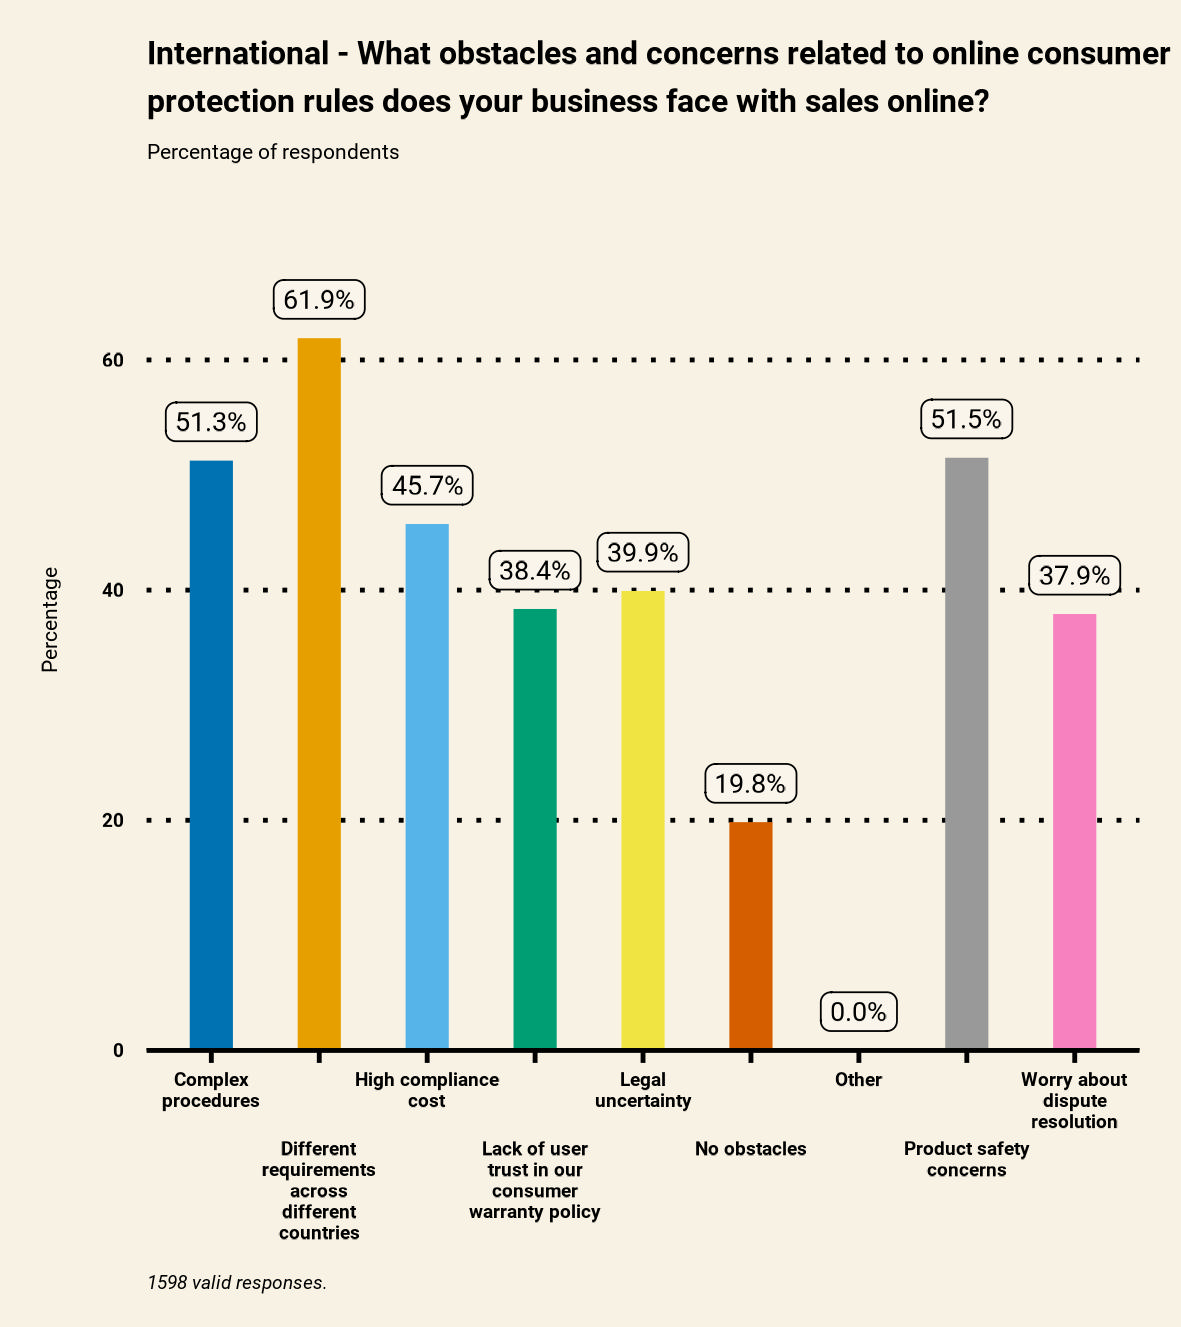 International - What obstacles and concerns related to online consumer
protection rules does your business face with sales online?
Percentage of respondents
61.9%
60
51.3%
51.5%
45.7%
39.9%
38.4%
37.9%
40
Percentage
19.8%
20
0.0%
0
Complex
procedures
High compliance
cost
Legal
uncertainty
Other
Worry about
dispute
resolution
Different
requirements
across
different
countries
Lack of user
trust in our
consumer
warranty policy
No obstacles
Product safety
concerns
1598 valid responses.